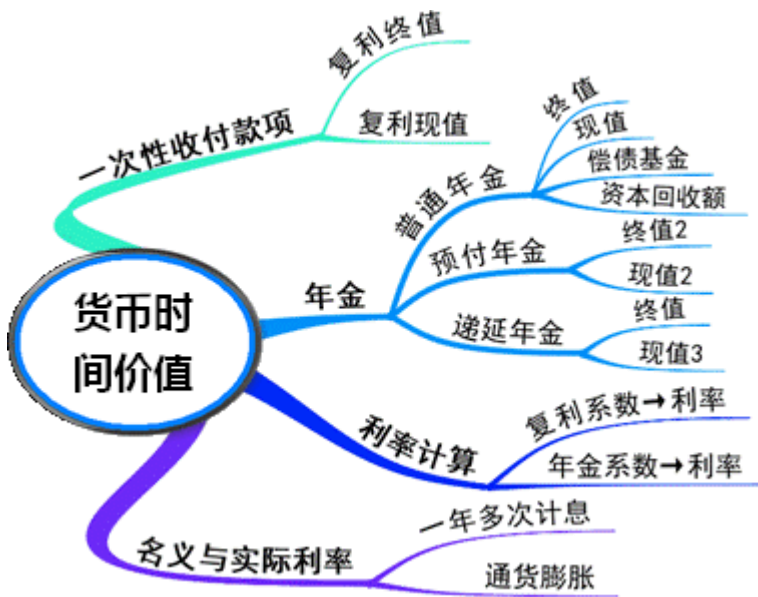 货币时
间价值
一次性收付款项
复利终值
复利现值
年金
普通年金
终值
现值
偿债基金
资本回收额
预付年金
终值2
现值2
递延年金
终值
现值3
利率计算
复利系数→利率
年金系数→利率
名义与实际利率
一年多次计息
通货膨胀